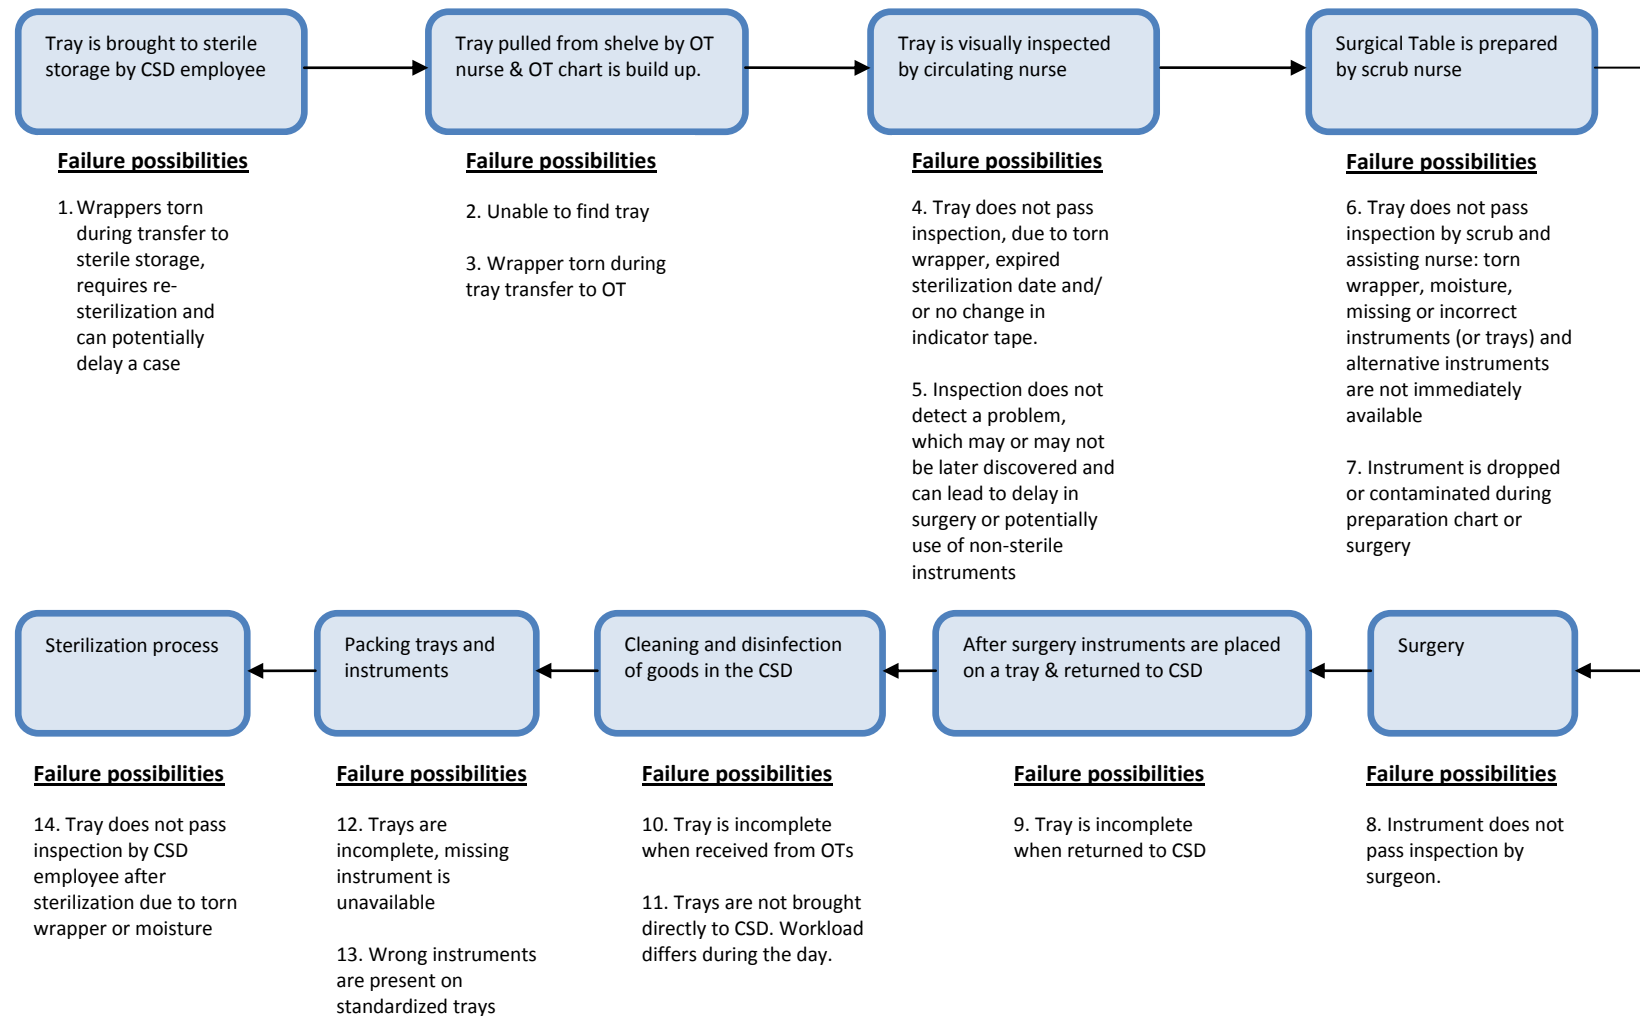 Tray is brought to sterile
storage by CSD employee
Tray pulled from shelve by OT
nurse & OT chart is build up.
Tray is visually inspected
by circulating nurse
Surgical Table is prepared
by scrub nurse
Failure possibilities
1. Wrappers torn
during transfer to
sterile storage,
requires re-
sterilization and
can potentially
delay a case
Failure possibilities
2. Unable to find tray
3. Wrapper torn during
tray transfer to OT
Failure possibilities
4. Tray does not pass
inspection, due to torn
wrapper, expired
sterilization date and/
or no change in
indicator tape.
5. Inspection does not
detect a problem,
which may or may not
be later discovered and
can lead to delay in
surgery or potentially
use of non-sterile
instruments
Failure possibilities
6. Tray does not pass
inspection by scrub and
assisting nurse: torn
wrapper, moisture,
missing or incorrect
instruments (or trays) and
alternative instruments
are not immediately
available
7. Instrument is dropped
or contaminated during
preparation chart or
surgery
Sterilization process
Packing trays and
instruments
Cleaning and disinfection
of goods in the CSD
After surgery instruments are placed
on a tray & returned to CSD
Surgery
Failure possibilities
14. Tray does not pass
inspection by CSD
employee after
sterilization due to torn
wrapper or moisture
Failure possibilities
12. Trays are
incomplete, missing
instrument is
unavailable
13. Wrong instruments
are present on
standardized trays
Failure possibilities
10. Tray is incomplete
when received from OTs
11. Trays are not brought
directly to CSD. Workload
differs during the day.
Failure possibilities
9. Tray is incomplete
when returned to CSD
Failure possibilities
8. Instrument does not
pass inspection by
surgeon.